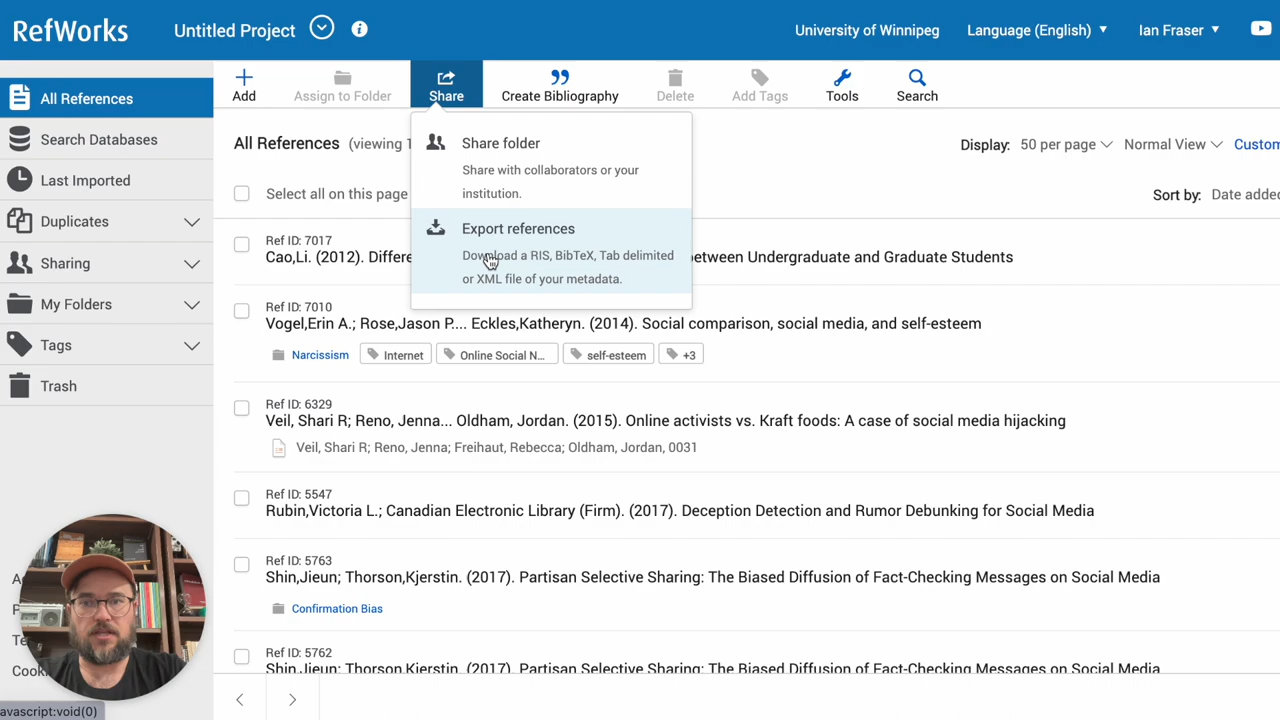 RefWorks
Untitled Project
University of Winnipeg
Language (English)
Ian Fraser
All References
Search Databases
Last Imported
Duplicates
Sharing
My Folders
Tags
Trash
Add
Assign to Folder
Share
Create Bibliography
Delete
Add Tags
Tools
Search
Share folder
Share with collaborators or your
institution.
Export references
Download a RIS, BibTeX, Tab delimited
or XML file of your metadata.
All References (viewing
Display: 50 per page Normal View Custom
Select all on this page
Sort by: Date added
Ref ID: 7017
Cao,Li. (2012). Differe between Undergraduate and Graduate Students
Ref ID: 7010
Vogel,Erin A.; Rose,Jason P.... Eckles,Katheryn. (2014). Social comparison, social media, and self-esteem
Narcissism Internet Online Social N... self-esteem +3
Ref ID: 6329
Veil, Shari R; Reno, Jenna... Oldham, Jordan. (2015). Online activists vs. Kraft foods: A case of social media hijacking
Veil, Shari R; Reno, Jenna; Freihaut, Rebecca; Oldham, Jordan, 0031
Ref ID: 5547
Rubin,Victoria L.; Canadian Electronic Library (Firm). (2017). Deception Detection and Rumor Debunking for Social Media
Ref ID: 5763
Shin,Jieun; Thorson,Kjerstin. (2017). Partisan Selective Sharing: The Biased Diffusion of Fact-Checking Messages on Social Media
Confirmation Bias
Ref ID: 5762
Shin,Jieun; Thorson,Kjerstin. (2017). Partisan Selective Sharing: The Biased Diffusion of Fact-Checking Messages on Social Media
avascript:void(0)